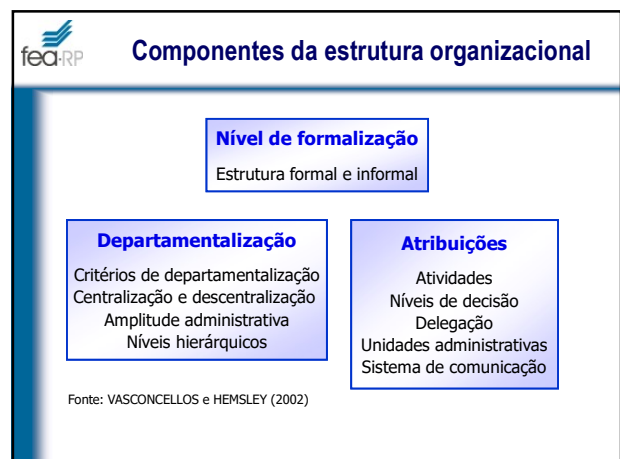 fea-RP
Componentes da estrutura organizacional
Nível de formalização
Estrutura formal e informal
Departamentalização
Critérios de departamentalização
Centralização e descentralização
Amplitude administrativa
Níveis hierárquicos
Atribuições
Atividades
Níveis de decisão
Delegação
Unidades administrativas
Sistema de comunicação
Fonte: VASCONCELLOS e HEMSLEY (2002)